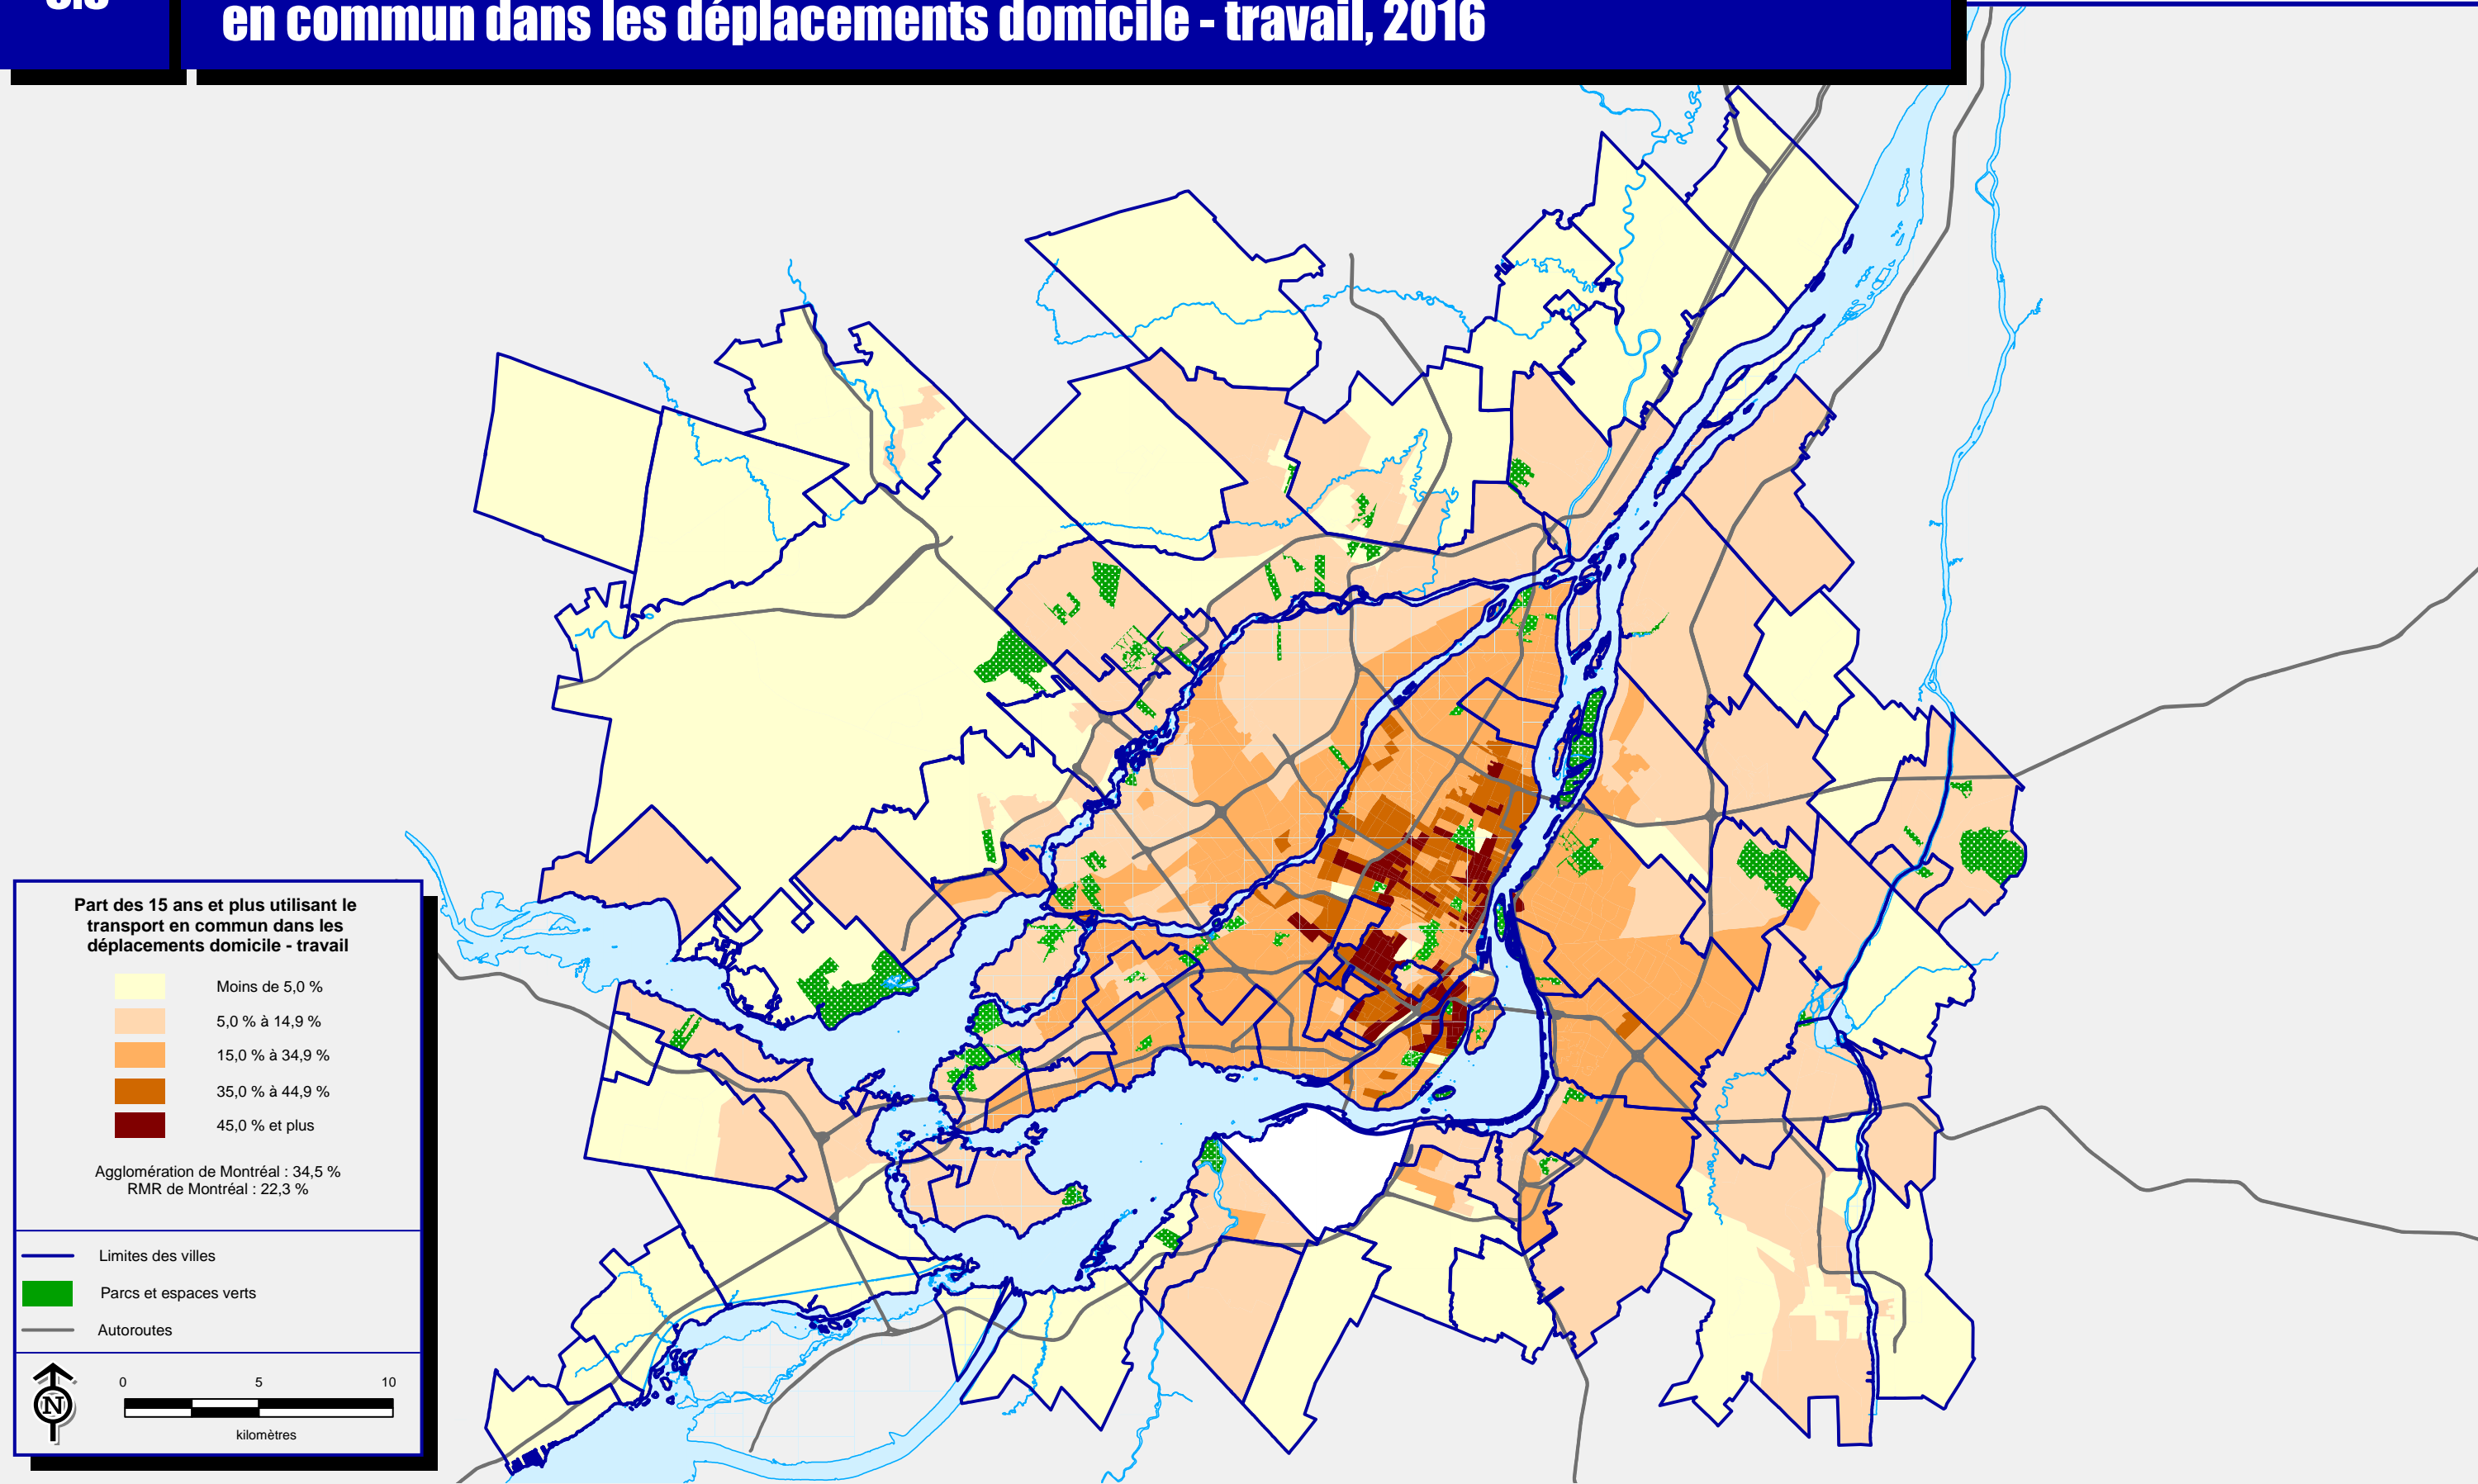 en commun dans les déplacements domicile - travail, 2016
Part des 15 ans et plus utilisant le
transport en commun dans les
déplacements domicile - travail
Moins de 5,0 %
5,0 % à 14,9 %
15,0 % à 34,9 %
35,0 % à 44,9 %
45,0 % et plus
Agglomération de Montréal : 34,5 %
RMR de Montréal : 22,3 %
Limites des villes
Parcs et espaces verts
Autoroutes
N
0 5 10
kilomètres